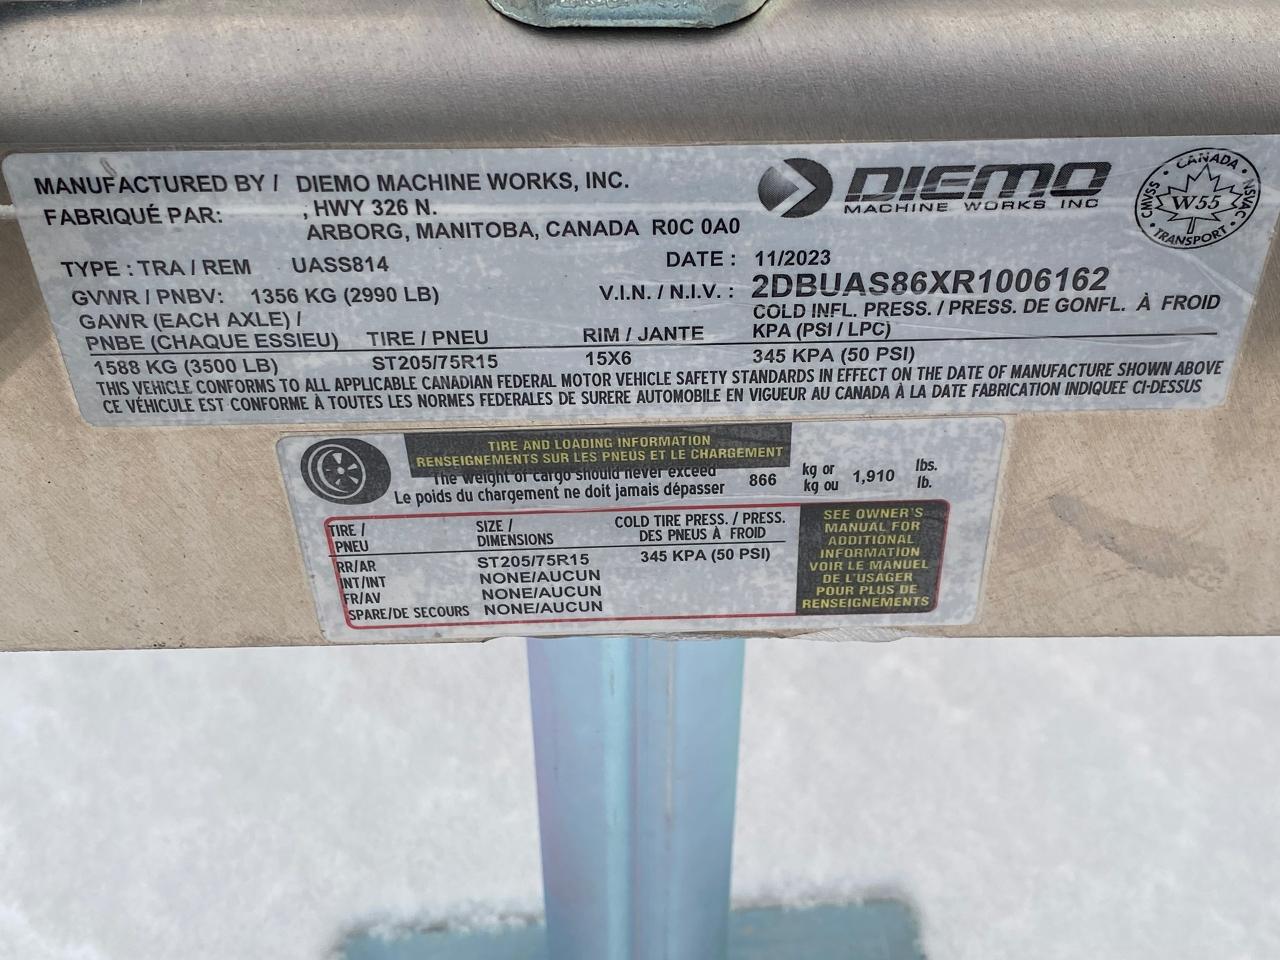 MANUFACTURED BY / DIEMO MACHINE WORKS, INC.
FABRIQUÉ PAR: , HWY 326 N.
ARBORG, MANITOBA, CANADA R0C 0A0
DIEMO
MACHINE WORKS INC
CANADA
CMVSS W55 NSVAC
TRANSPORT
TYPE : TRA / REM UASS814 DATE : 11/2023
GVWR / PNBV: 1356 KG (2990 LB) V.I.N. / N.I.V. : 2DBUAS86XR1006162
GAWR (EACH AXLE) / COLD INFL. PRESS. / PRESS. DE GONFL. À FROID
PNBE (CHAQUE ESSIEU) TIRE / PNEU RIM / JANTE KPA (PSI / LPC)
1588 KG (3500 LB) ST205/75R15 15X6 345 KPA (50 PSI)
THIS VEHICLE CONFORMS TO ALL APPLICABLE CANADIAN FEDERAL MOTOR VEHICLE SAFETY STANDARDS IN EFFECT ON THE DATE OF MANUFACTURE SHOWN ABOVE
CE VÉHICULE EST CONFORME À TOUTES LES NORMES FEDERALES DE SURERE AUTOMOBILE EN VIGUEUR AU CANADA À LA DATE FABRICATION INDIQUEE CI-DESSUS
TIRE AND LOADING INFORMATION
RENSEIGNEMENTS SUR LES PNEUS ET LE CHARGEMENT
The weight of cargo should never exceed 866 kg or 1,910 lbs.
Le poids du chargement ne doit jamais dépasser kg ou lb.
TIRE / SIZE / COLD TIRE PRESS. / PRESS.
PNEU DIMENSIONS DES PNEUS À FROID
RR/AR ST205/75R15 345 KPA (50 PSI)
INT/INT NONE/AUCUN
FR/AV NONE/AUCUN
SPARE/DE SECOURS NONE/AUCUN
SEE OWNER'S
MANUAL FOR
ADDITIONAL
INFORMATION
VOIR LE MANUEL
DE L'USAGER
POUR PLUS DE
RENSEIGNEMENTS